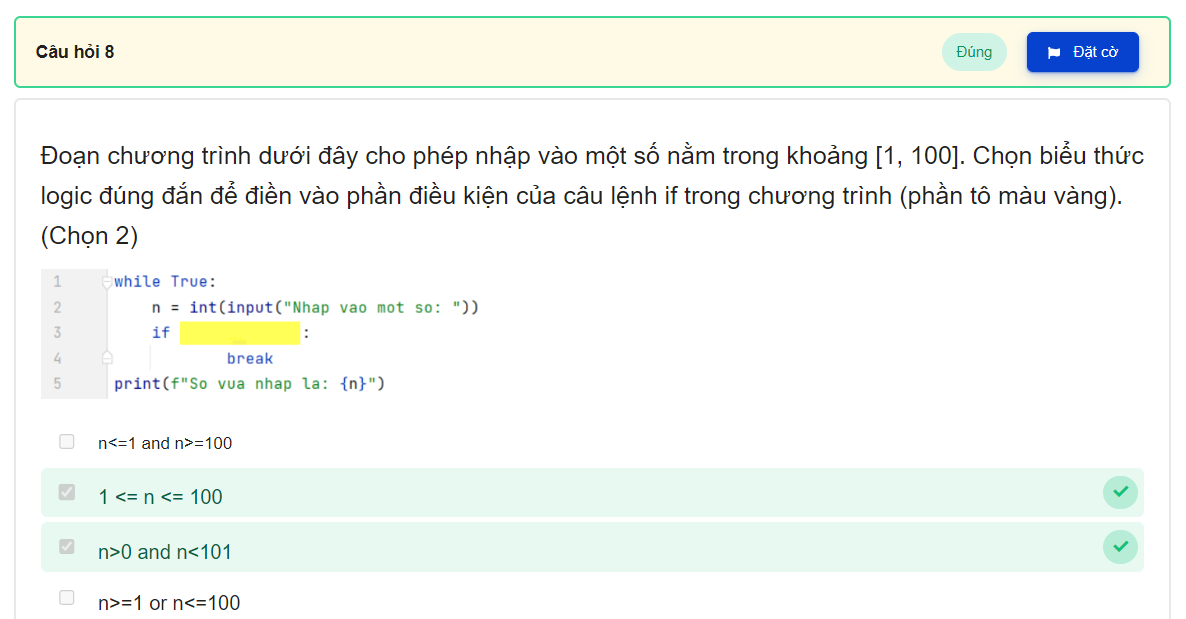 Câu hỏi 8
Đúng
Đặt cờ
Đoạn chương trình dưới đây cho phép nhập vào một số nằm trong khoảng [1, 100]. Chọn biểu thức
logic đúng đắn để điền vào phần điều kiện của câu lệnh if trong chương trình (phần tô màu vàng).
(Chọn 2)
1 while True:
2 n = int(input("Nhap vao mot so: "))
3 if :
4 break
5 print(f"So vua nhap la: {n}")
n<=1 and n>=100
1 <= n <= 100
n>0 and n<101
n>=1 or n<=100